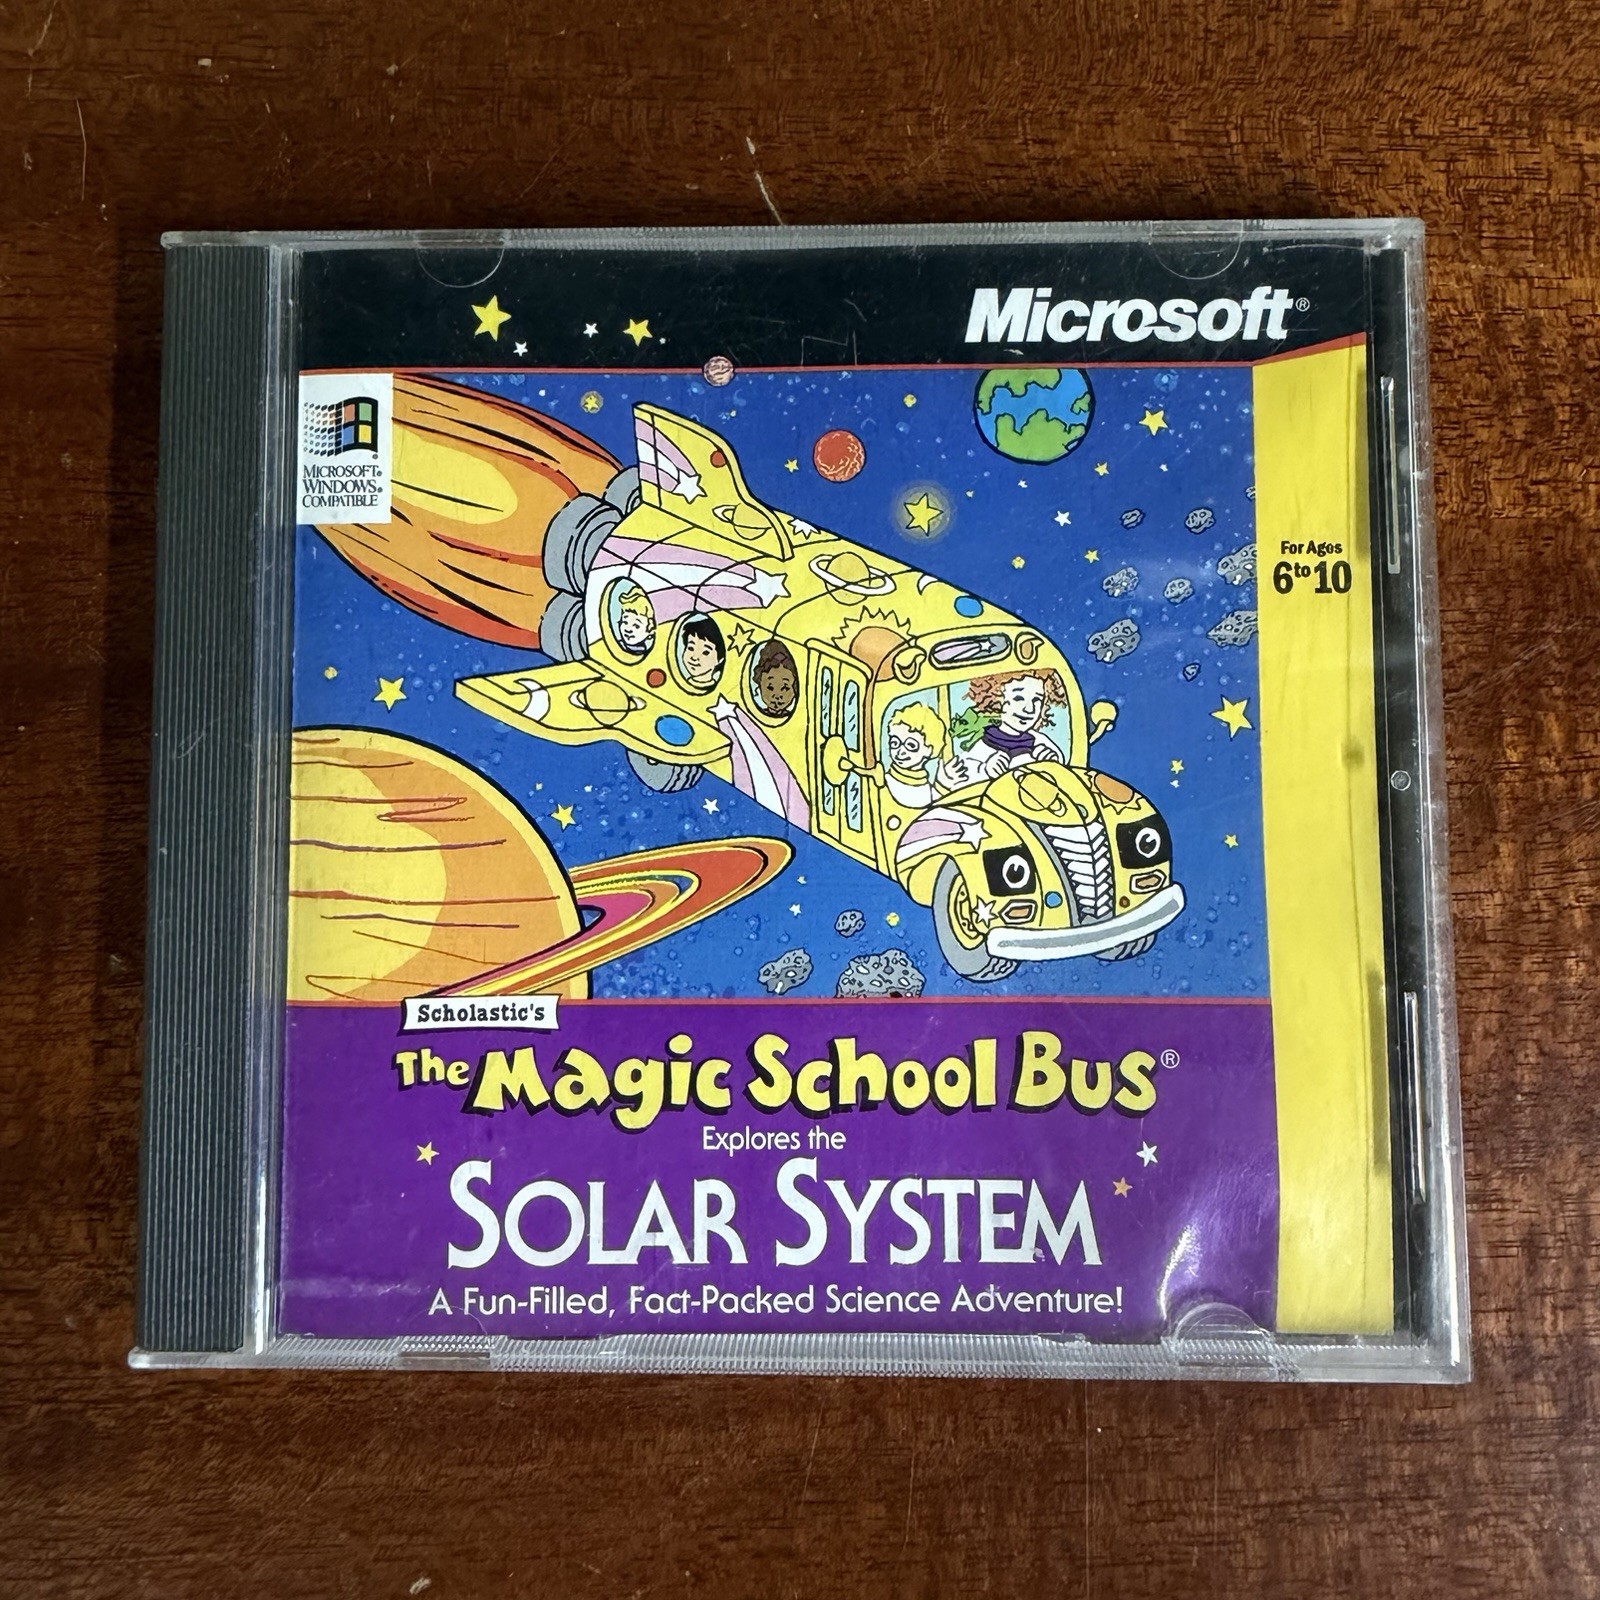 Microsoft®
MICROSOFT®
WINDOWS®
COMPATIBLE
For Ages
6 to 10
Scholastic's
The Magic School Bus®
Explores the
SOLAR SYSTEM
A Fun-Filled, Fact-Packed Science Adventure!